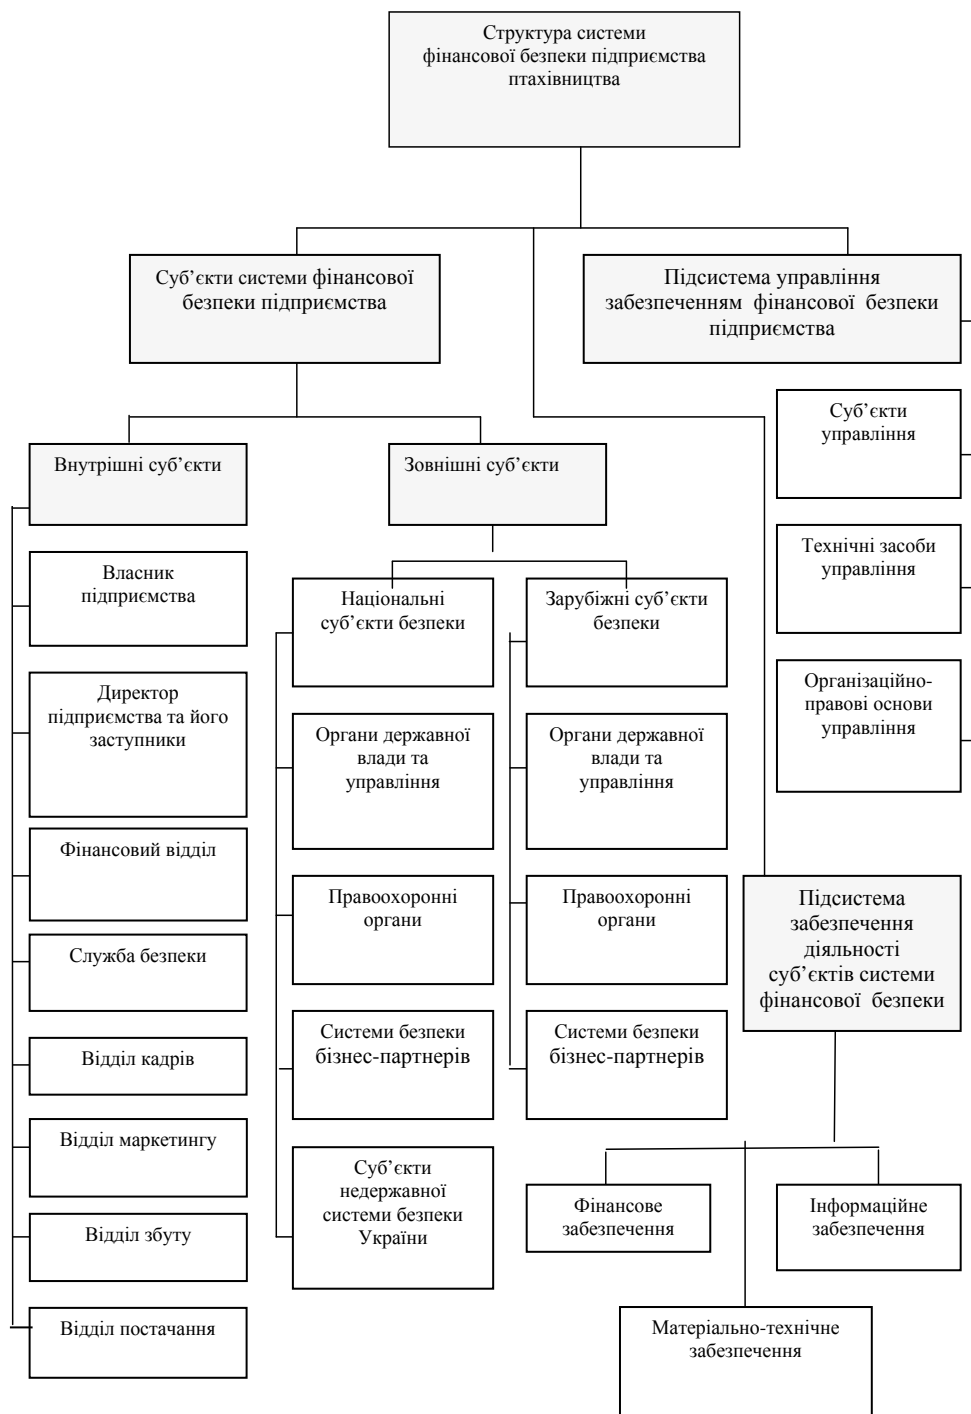 Структура системи
фінансової безпеки підприємства
птахівництва
Суб’єкти системи фінансової
безпеки підприємства
Підсистема управління
забезпеченням фінансової безпеки
підприємства
Внутрішні суб’єкти
Власник
підприємства
Директор
підприємства та його
заступники
Фінансовий відділ
Служба безпеки
Відділ кадрів
Відділ маркетингу
Відділ збуту
Відділ постачання
Зовнішні суб’єкти
Національні
суб’єкти безпеки
Органи державної
влади та
управління
Правоохоронні
органи
Системи безпеки
бізнес-партнерів
Суб’єкти
недержавної
системи безпеки
України
Зарубіжні суб’єкти
безпеки
Органи державної
влади та
управління
Правоохоронні
органи
Системи безпеки
бізнес-партнерів
Суб’єкти
управління
Технічні засоби
управління
Організаційно-
правові основи
управління
Підсистема
забезпечення
діяльності
суб’єктів системи
фінансової безпеки
Фінансове
забезпечення
Інформаційне
забезпечення
Матеріально-технічне
забезпечення